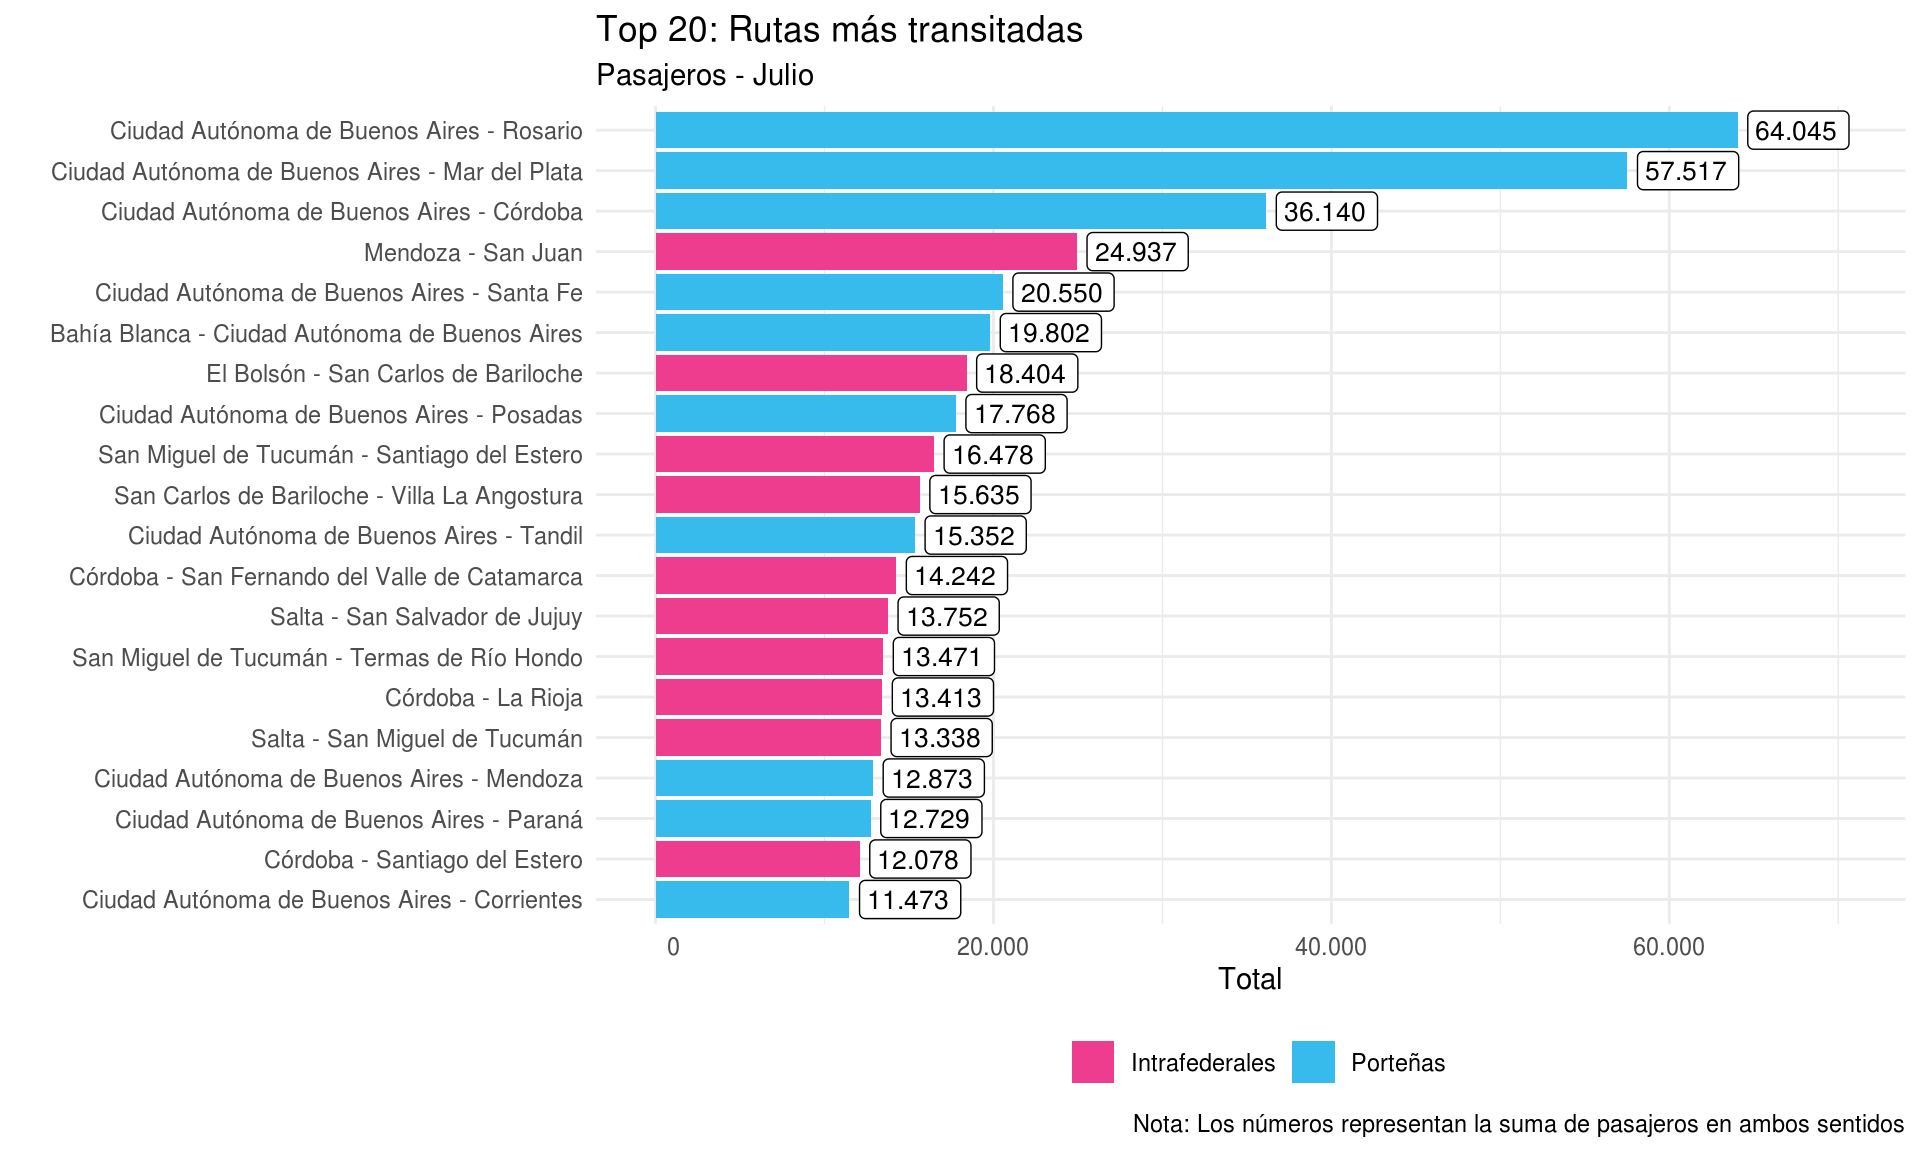 Top 20: Rutas más transitadas
Pasajeros - Julio
Ciudad Autónoma de Buenos Aires - Rosario 64.045
Ciudad Autónoma de Buenos Aires - Mar del Plata 57.517
Ciudad Autónoma de Buenos Aires - Córdoba 36.140
Mendoza - San Juan 24.937
Ciudad Autónoma de Buenos Aires - Santa Fe 20.550
Bahía Blanca - Ciudad Autónoma de Buenos Aires 19.802
El Bolsón - San Carlos de Bariloche 18.404
Ciudad Autónoma de Buenos Aires - Posadas 17.768
San Miguel de Tucumán - Santiago del Estero 16.478
San Carlos de Bariloche - Villa La Angostura 15.635
Ciudad Autónoma de Buenos Aires - Tandil 15.352
Córdoba - San Fernando del Valle de Catamarca 14.242
Salta - San Salvador de Jujuy 13.752
San Miguel de Tucumán - Termas de Río Hondo 13.471
Córdoba - La Rioja 13.413
Salta - San Miguel de Tucumán 13.338
Ciudad Autónoma de Buenos Aires - Mendoza 12.873
Ciudad Autónoma de Buenos Aires - Paraná 12.729
Córdoba - Santiago del Estero 12.078
Ciudad Autónoma de Buenos Aires - Corrientes 11.473
0 20.000 40.000 60.000
Total
Intrafederales Porteñas
Nota: Los números representan la suma de pasajeros en ambos sentidos